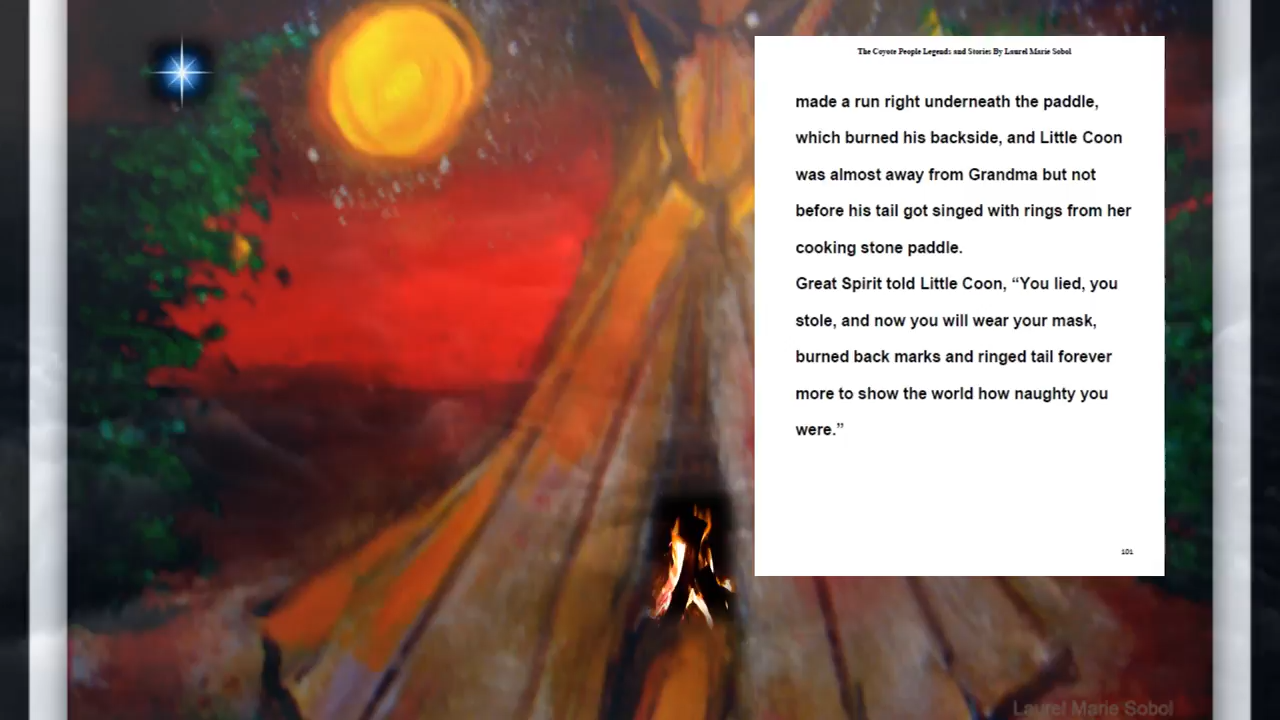 The Coyote People Legends and Stories By Laurel Marie Sobol
made a run right underneath the paddle,
which burned his backside, and Little Coon
was almost away from Grandma but not
before his tail got singed with rings from her
cooking stone paddle.
Great Spirit told Little Coon, “You lied, you
stole, and now you will wear your mask,
burned back marks and ringed tail forever
more to show the world how naughty you
were.”
101
Laurel Marie Sobol